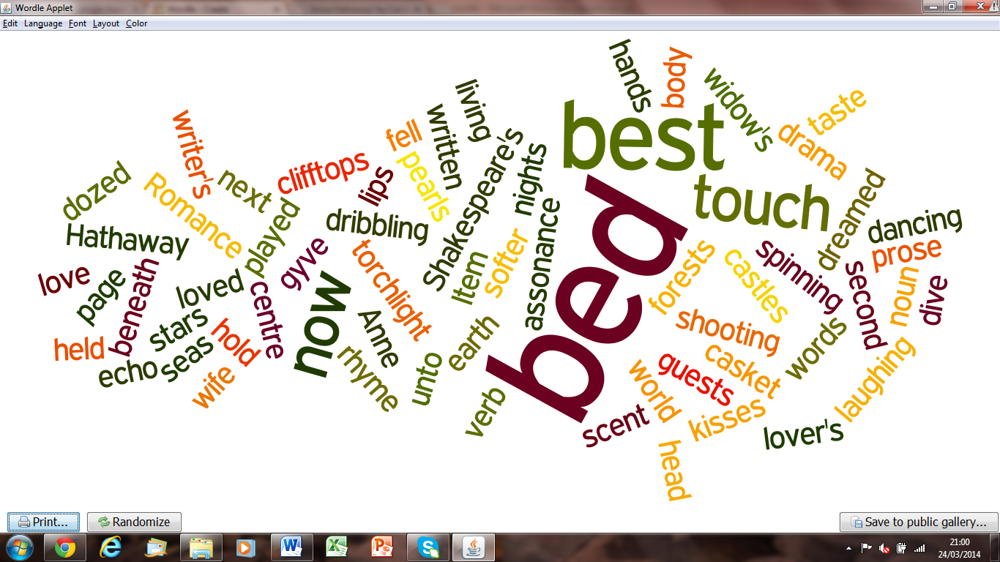 Wordle Applet
Edit Language Font Layout Color
hands
body
widow's
taste
drama
best
living
written
fell
pearls
Shakespeare's
nights
writer's
clifftops
lips
next
dozed
Romance
played
dribbling
touch
dreamed
dancing
Hathaway
gyve
torchlight
Item
softer
assonance
bed
forests
castles
spinning
prose
second
noun
dive
love
page
beneath
loved
centre
now
Anne
stars
hold
held
echo
seas
wife
rhyme
unto
earth
verb
shooting
words
casket
guests
world
laughing
kisses
scent
lover's
head
Print... Randomize Save to public gallery...
21:00
24/03/2014